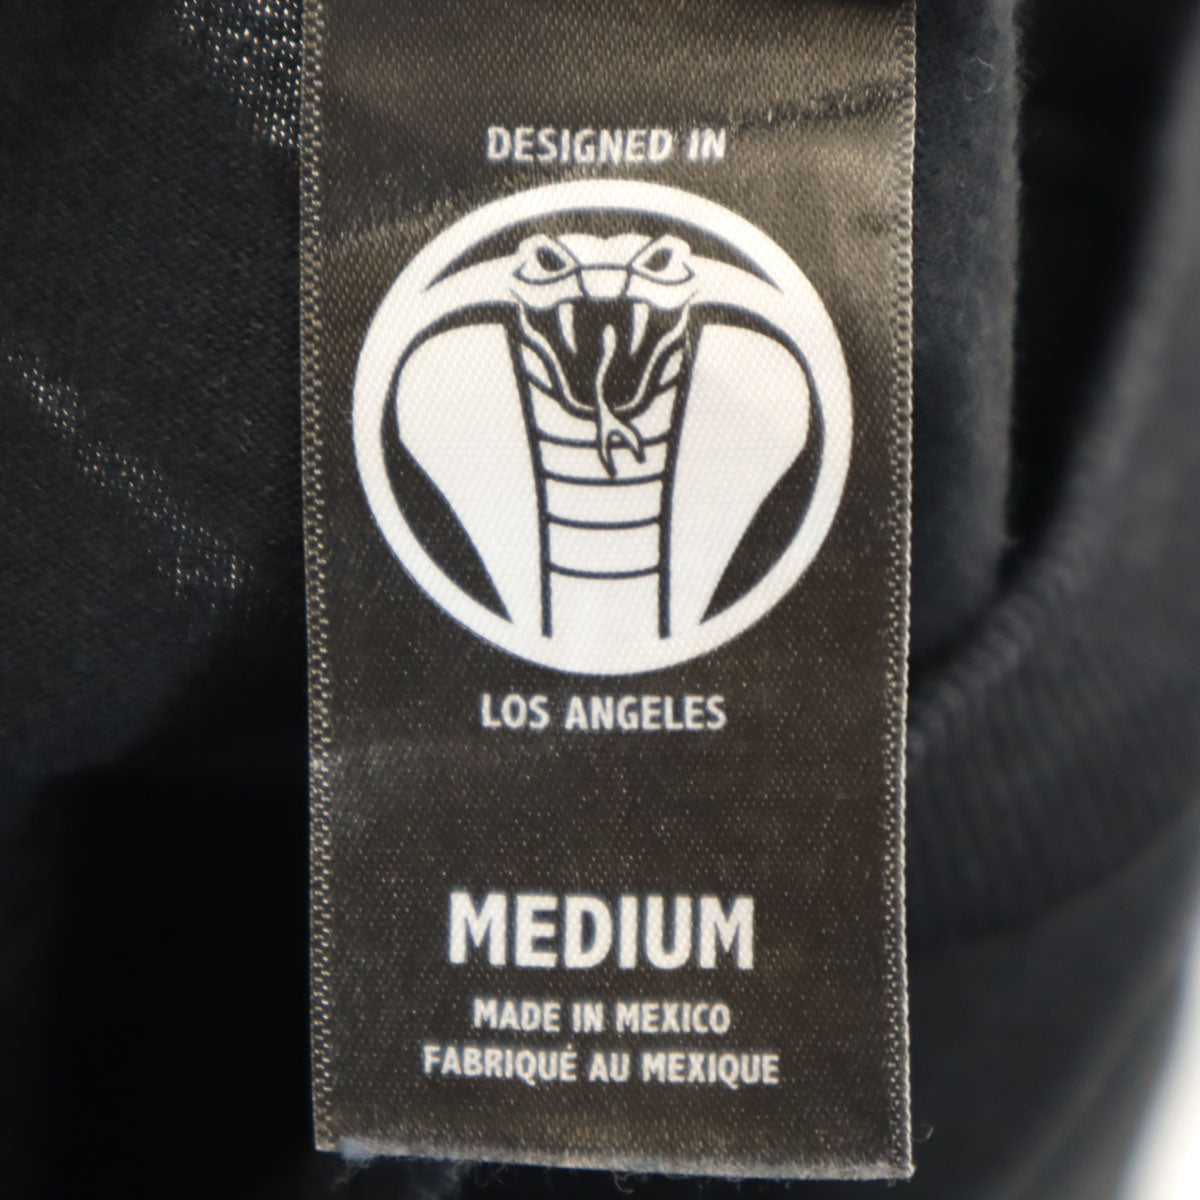 DESIGNED IN
LOS ANGELES
MEDIUM
MADE IN MEXICO
FABRIQUÉ AU MEXIQUE